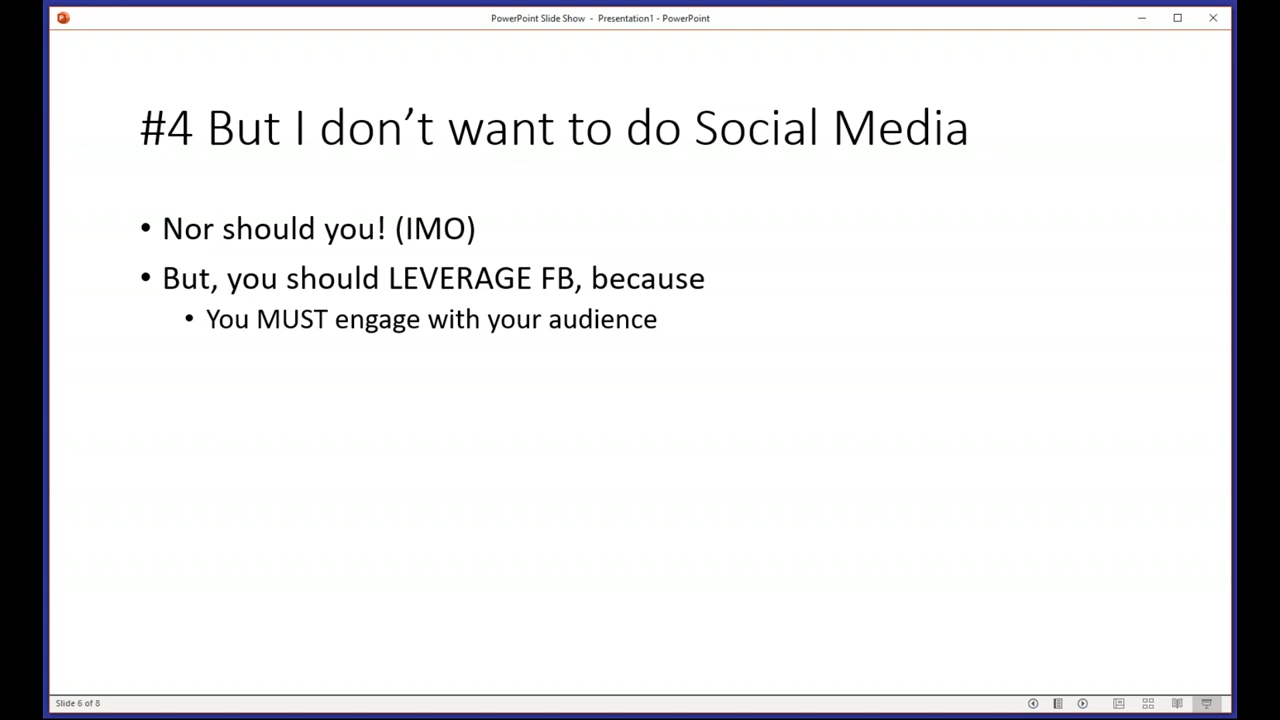 PowerPoint Slide Show - Presentation1 - PowerPoint
#4 But I don’t want to do Social Media
• Nor should you! (IMO)
• But, you should LEVERAGE FB, because
• You MUST engage with your audience
Slide 6 of 8